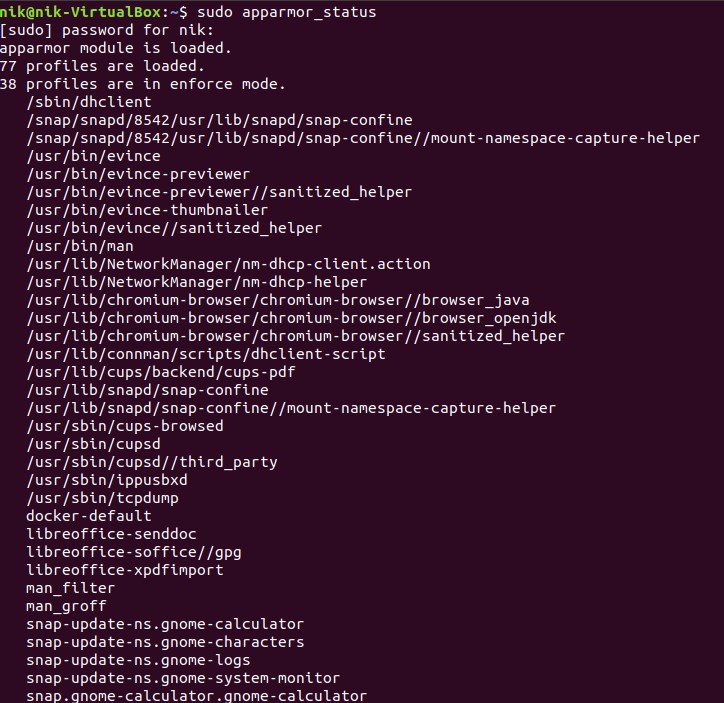 nik@nik-VirtualBox:~$ sudo apparmor_status
[sudo] password for nik:
apparmor module is loaded.
77 profiles are loaded.
38 profiles are in enforce mode.
   /sbin/dhclient
   /snap/snapd/8542/usr/lib/snapd/snap-confine
   /snap/snapd/8542/usr/lib/snapd/snap-confine//mount-namespace-capture-helper
   /usr/bin/evince
   /usr/bin/evince-previewer
   /usr/bin/evince-previewer//sanitized_helper
   /usr/bin/evince-thumbnailer
   /usr/bin/evince//sanitized_helper
   /usr/bin/man
   /usr/lib/NetworkManager/nm-dhcp-client.action
   /usr/lib/NetworkManager/nm-dhcp-helper
   /usr/lib/chromium-browser/chromium-browser//browser_java
   /usr/lib/chromium-browser/chromium-browser//browser_openjdk
   /usr/lib/chromium-browser/chromium-browser//sanitized_helper
   /usr/lib/connman/scripts/dhclient-script
   /usr/lib/cups/backend/cups-pdf
   /usr/lib/snapd/snap-confine
   /usr/lib/snapd/snap-confine//mount-namespace-capture-helper
   /usr/sbin/cups-browsed
   /usr/sbin/cupsd
   /usr/sbin/cupsd//third_party
   /usr/sbin/ippusbxd
   /usr/sbin/tcpdump
   docker-default
   libreoffice-senddoc
   libreoffice-soffice//gpg
   libreoffice-xpdfimport
   man_filter
   man_groff
   snap-update-ns.gnome-calculator
   snap-update-ns.gnome-characters
   snap-update-ns.gnome-logs
   snap-update-ns.gnome-system-monitor
   snap.gnome-calculator.gnome-calculator